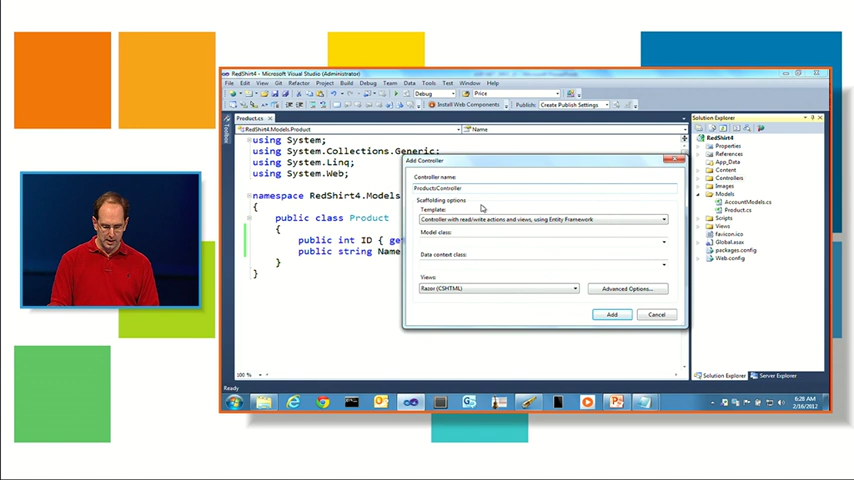 RedShirt4 - Microsoft Visual Studio (Administrator)
File Edit View Git Refactor Project Build Debug Team Data Tools Test Window Help
Debug Price
Install Web Components Publish: Create Publish Settings
Product.cs
RedShirt4.Models.Product Name
Toolbox
using System;
using System.Collections.Generic;
using System.Linq;
using System.Web;
namespace RedShirt4.Models
{
public class Product
{
public int ID { get
public string Name
}
}
100 %
Add Controller
Controller name:
ProductsController
Scaffolding options
Template:
Controller with read/write actions and views, using Entity Framework
Model class:
Data context class:
Views:
Razor (CSHTML) Advanced Options...
Add Cancel
Solution Explorer
RedShirt4
Properties
References
App_Data
Content
Controllers
Images
Models
AccountModels.cs
Product.cs
Scripts
Views
favicon.ico
Global.asax
packages.config
Web.config
Solution Explorer Server Explorer
Ready
6:28 AM
2/16/2012